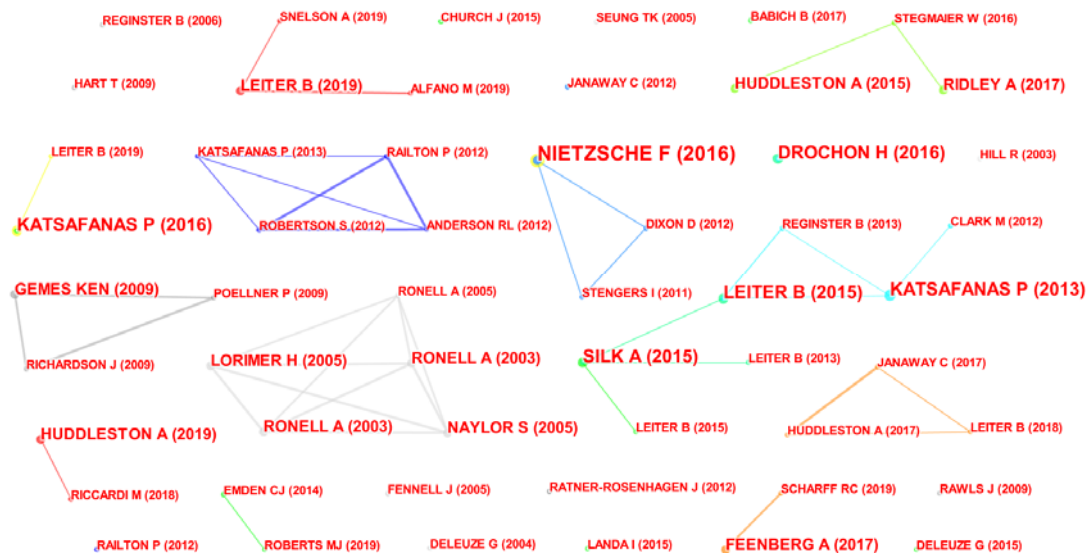 REGINSTER B (2006)
SNELSON A (2019)
CHURCH J (2015)
SEUNG TK (2005)
BABICH B (2017)
STEGMAIER W (2016)
HART T (2009)
LEITER B (2019)
ALFANO M (2019)
JANAWAY C (2012)
HUDDLESTON A (2015)
RIDLEY A (2017)
LEITER B (2019)
KATSAFANAS P (2013)
RAILTON P (2012)
NIETZSCHE F (2016)
DROCHON H (2016)
HILL R (2003)
KATSAFANAS P (2016)
ROBERTSON S (2012)
ANDERSON RL (2012)
DIXON D (2012)
REGINSTER B (2013)
CLARK M (2012)
GEMES KEN (2009)
POELLNER P (2009)
RONELL A (2005)
STENGERS I (2011)
LEITER B (2015)
KATSAFANAS P (2013)
RICHARDSON J (2009)
LORIMER H (2005)
RONELL A (2003)
SILK A (2015)
LEITER B (2013)
JANAWAY C (2017)
HUDDLESTON A (2019)
RONELL A (2003)
NAYLOR S (2005)
LEITER B (2015)
HUDDLESTON A (2017)
LEITER B (2018)
RICCARDI M (2018)
EMDEN CJ (2014)
FENNELL J (2005)
RATNER-ROSENHAGEN J (2012)
SCHARFF RC (2019)
RAWLS J (2009)
RAILTON P (2012)
ROBERTS MJ (2019)
DELEUZE G (2004)
LANDA I (2015)
FEENBERG A (2017)
DELEUZE G (2015)